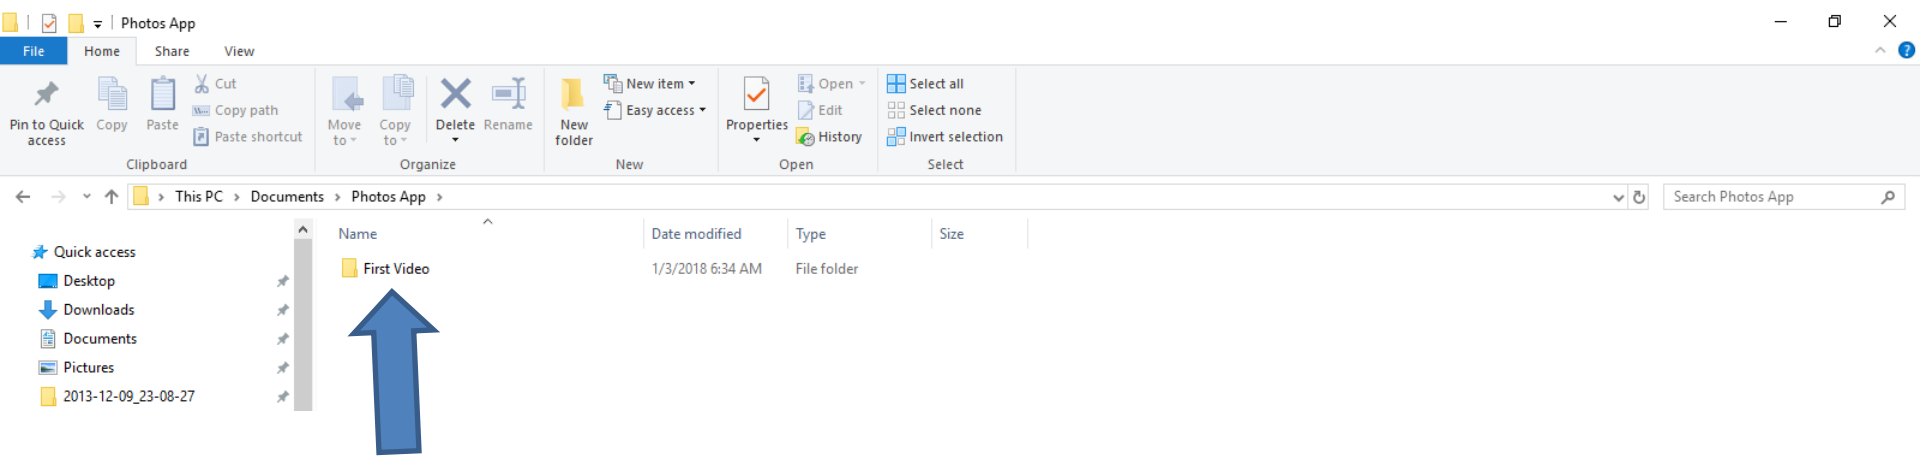 Photos App
File Home Share View
Pin to Quick access
Copy
Paste
Cut
Copy path
Paste shortcut
Clipboard
Move to
Copy to
Delete
Rename
Organize
New folder
New item
Easy access
New
Properties
Open
Edit
History
Open
Select all
Select none
Invert selection
Select
This PC > Documents > Photos App >
Search Photos App
Quick access
Desktop
Downloads
Documents
Pictures
2013-12-09_23-08-27
Name Date modified Type Size
First Video 1/3/2018 6:34 AM File folder